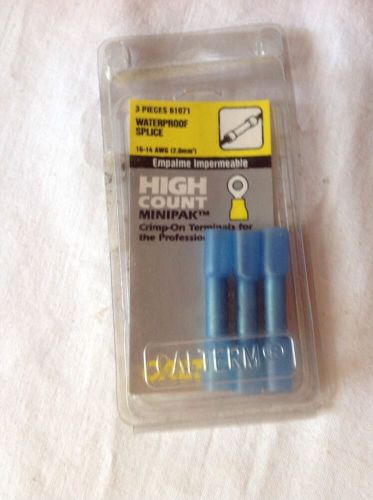 3 PIECES 61671
WATERPROOF
SPLICE
16-14 AWG (2.0mm²)
Empalme Impermeable
HIGH
COUNT
MINIPAK™
Crimp-On Terminals for
the Professio
CALTERM®